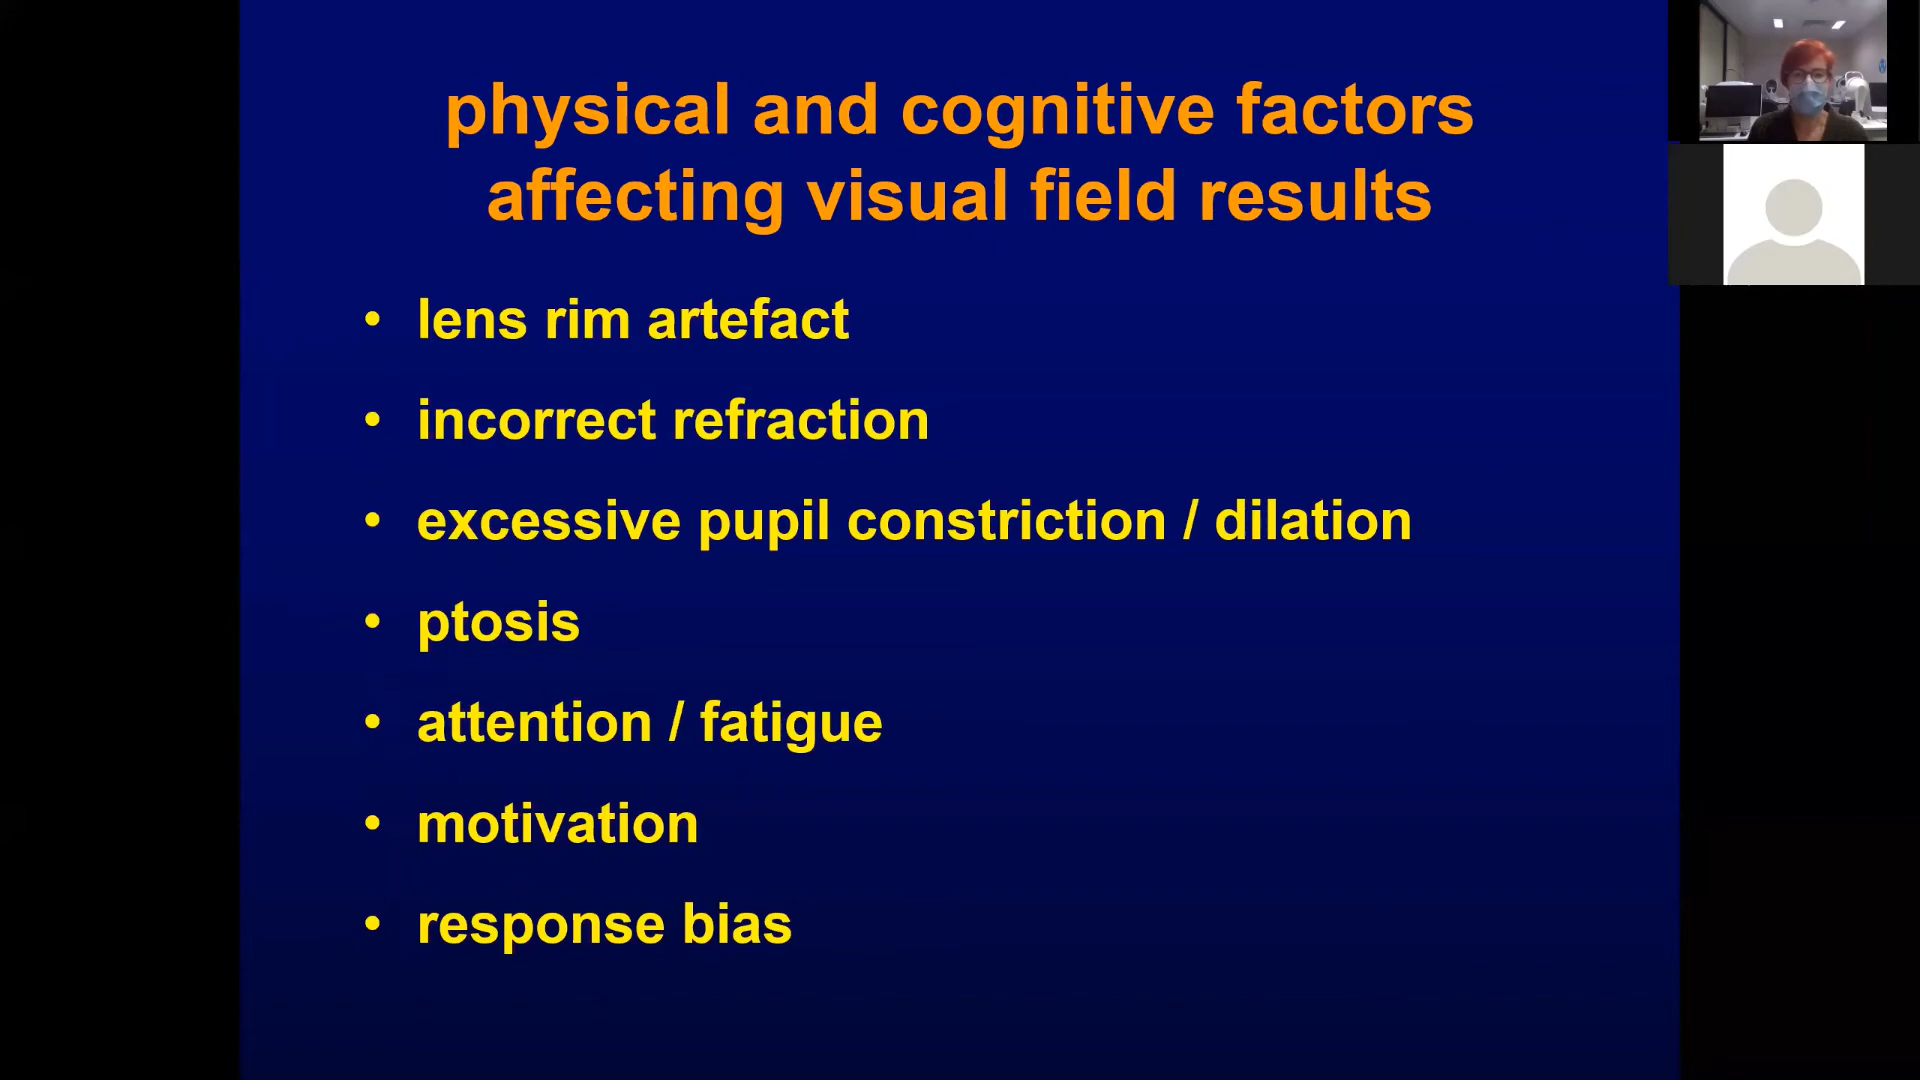 physical and cognitive factors
affecting visual field results
• lens rim artefact
• incorrect refraction
• excessive pupil constriction / dilation
• ptosis
• attention / fatigue
• motivation
• response bias